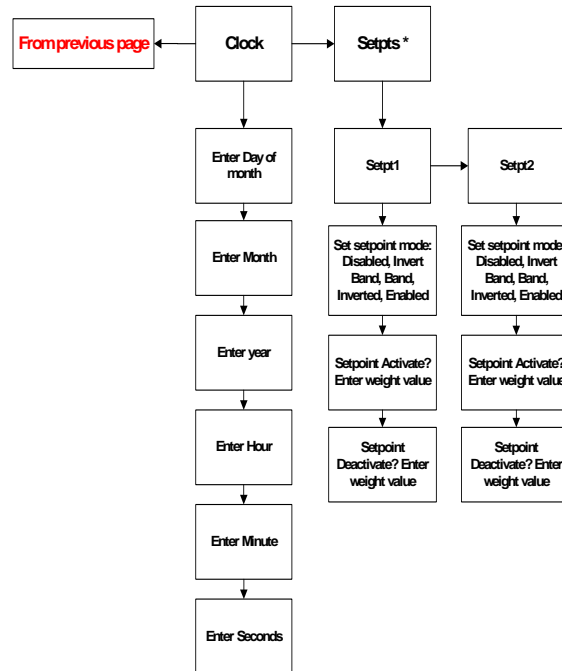 From previous page
Clock
Setpts *
Enter Day of
month
Enter Month
Enter year
Enter Hour
Enter Minute
Enter Seconds
Setpt1
Set setpoint mode:
Disabled, Invert
Band, Band,
Inverted, Enabled
Setpoint Activate?
Enter weight value
Setpoint
Deactivate? Enter
weight value
Setpt2
Set setpoint mode:
Disabled, Invert
Band, Band,
Inverted, Enabled
Setpoint Activate?
Enter weight value
Setpoint
Deactivate? Enter
weight value